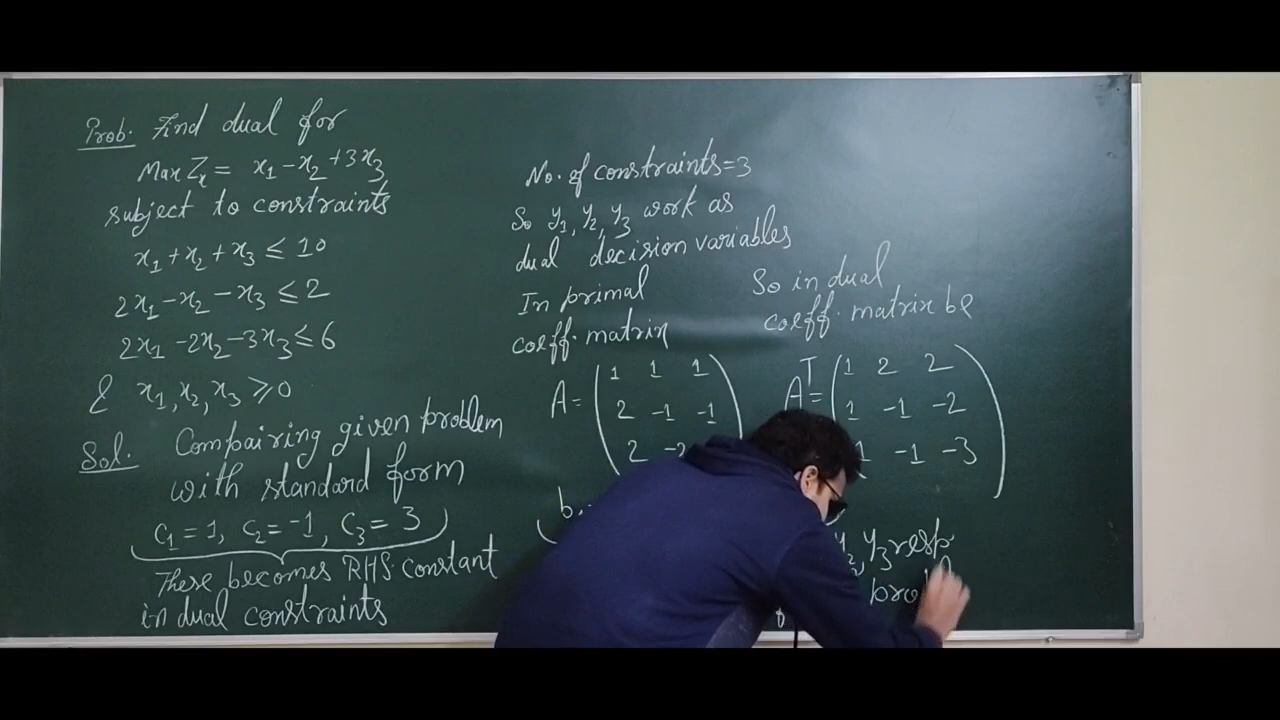 Prob. Find dual for
Max Zx = x1 - x2 + 3x3
subject to constraints
x1 + x2 + x3 ≤ 10
2x1 - x2 - x3 ≤ 2
2x1 - 2x2 - 3x3 ≤ 6
& x1, x2, x3 ≥ 0
Sol. Compairing given problem
with standard form
c1 = 1, c2 = -1, c3 = 3
These becomes RHS constant
in dual constraints
No. of constraints = 3
So y1, y2, y3 work as
dual decision variables
In primal
coeff. matrix
A = ( 1 1 1
2 -1 -1
2 -2
b1
So in dual
coeff. matrix be
A^T = ( 1 2 2 )
1 -1 -2
1 -1 -3
y2, y3 resp